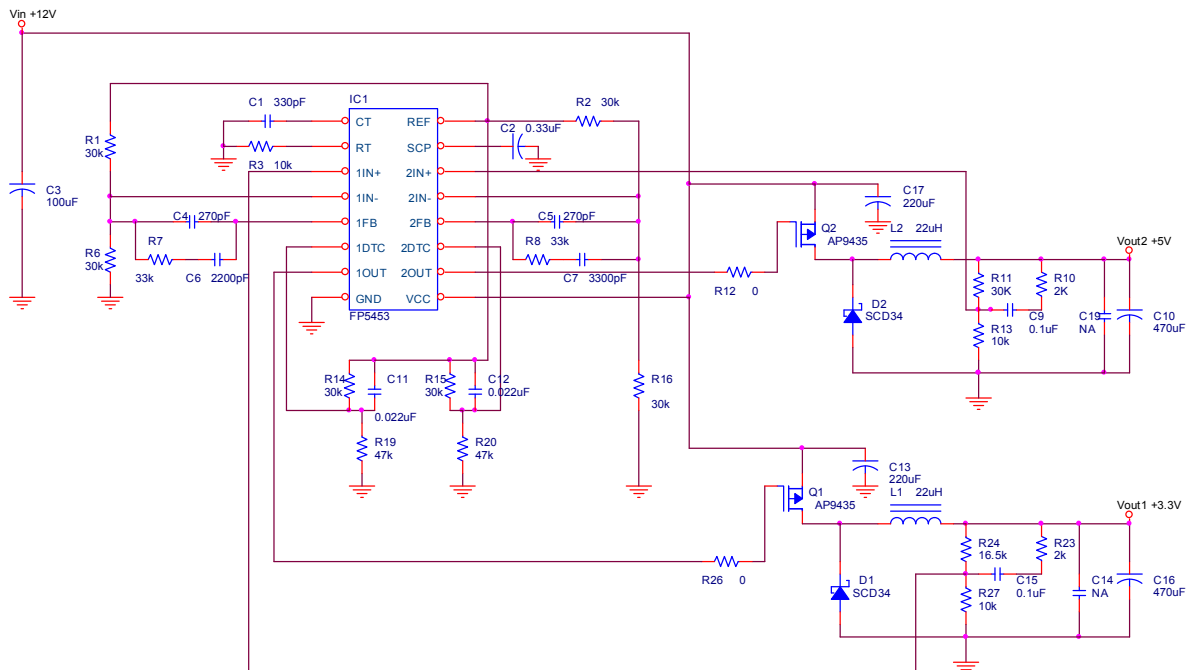 Vin +12V
C3
100uF
R1
30k
R6
30k
C1 330pF
R3 10k
IC1
CT
RT
1IN+
1IN-
1FB
1DTC
1OUT
GND
REF
SCP
2IN+
2IN-
2FB
2DTC
2OUT
VCC
FP5453
R2 30k
C2 0.33uF
C4 270pF
R7
33k
C6 2200pF
C5 270pF
R8 33k
C7 3300pF
R14
30k
C11
0.022uF
R15
30k
C12
0.022uF
R19
47k
R20
47k
R16
30k
R12 0
Q2
AP9435
C17
220uF
L2 22uH
D2
SCD34
R11
30K
R10
2K
C9
0.1uF
R13
10k
C19
NA
C10
470uF
Vout2 +5V
R26 0
Q1
AP9435
C13
220uF
L1 22uH
D1
SCD34
R24
16.5k
R23
2k
C15
0.1uF
R27
10k
C14
NA
C16
470uF
Vout1 +3.3V